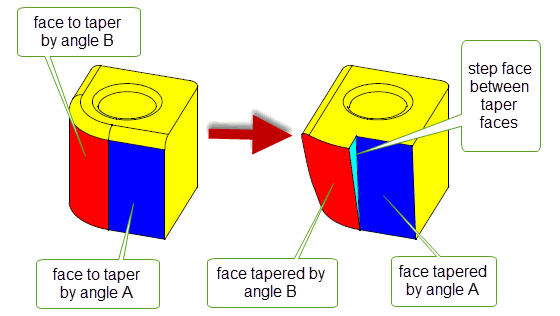 face to taper
by angle B
step face
between
taper
faces
face to taper
by angle A
face tapered by
angle B
face tapered
by angle A